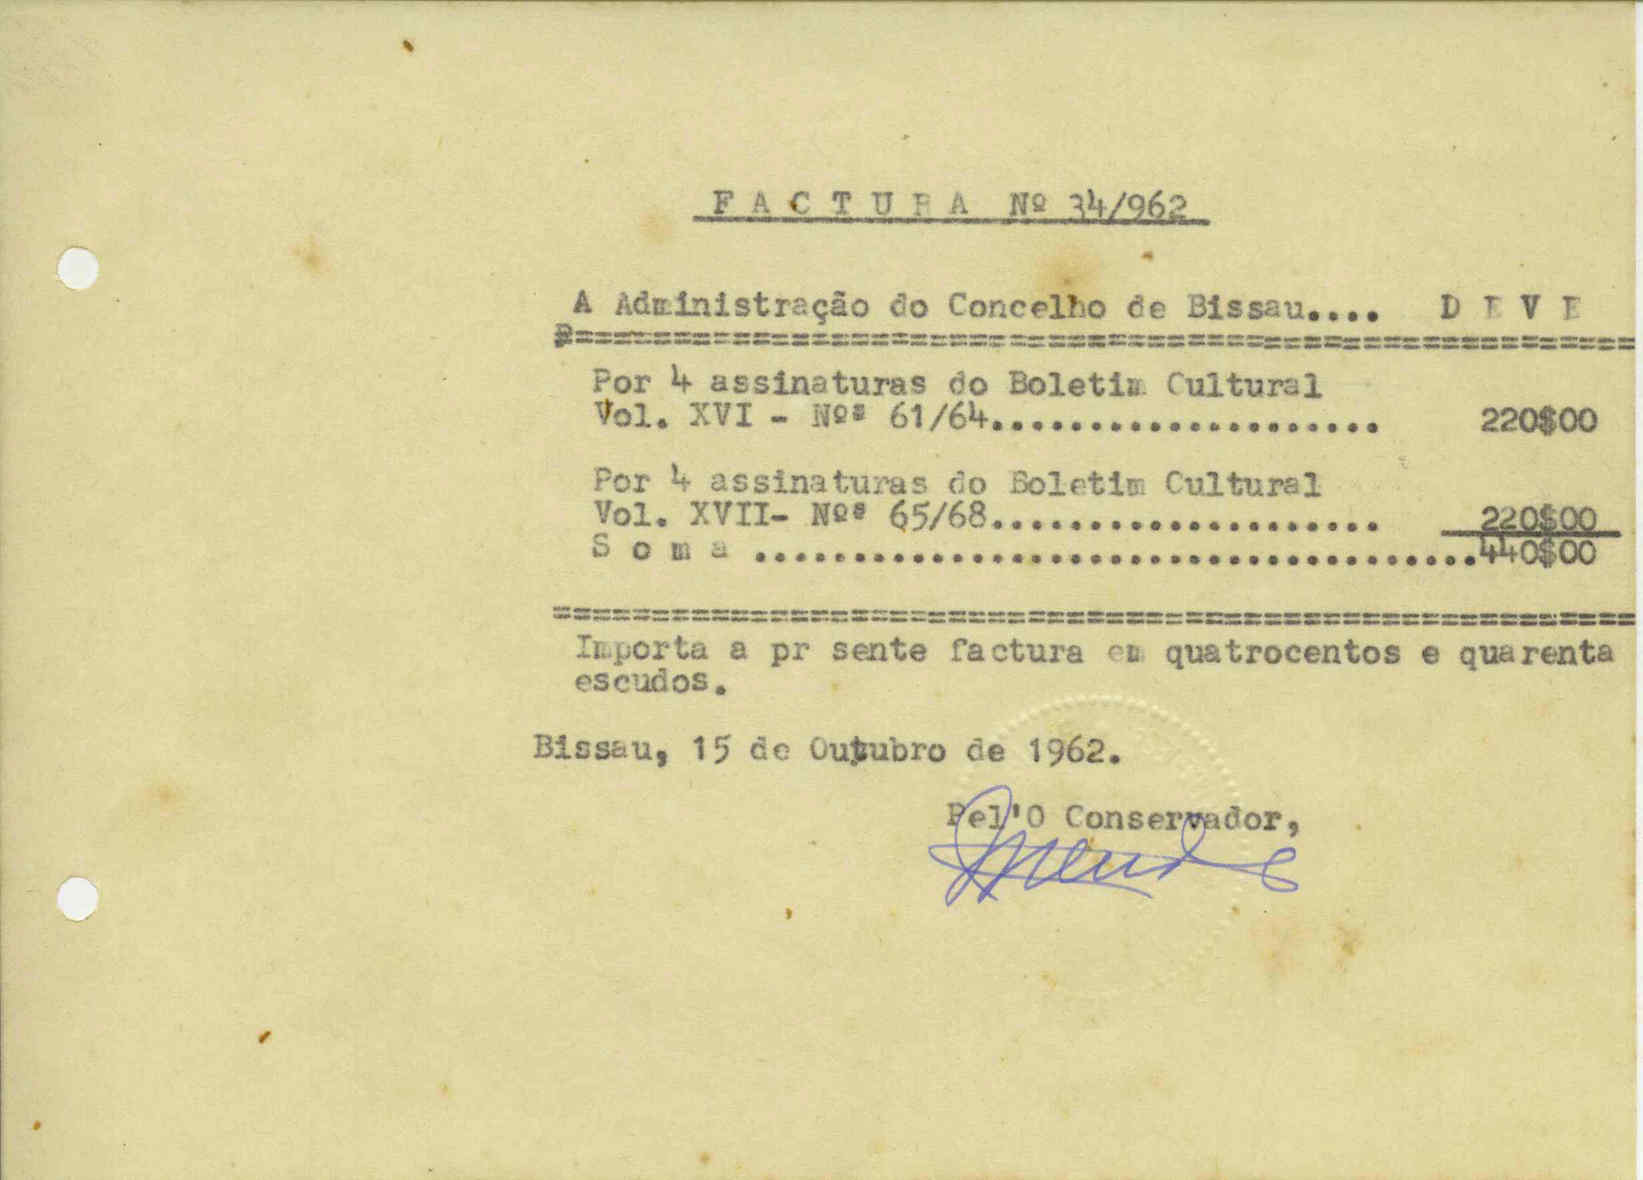 F A C T U R A Nº 34/962
A Administração do Concelho de Bissau.... D E V E
=======================================================
Por 4 assinaturas do Boletim Cultural
Vol. XVI - Nºs 61/64.................... 220$00
Por 4 assinaturas do Boletim Cultural
Vol. XVII- Nºs 65/68.................... 220$00
S o m a .....................................440$00
=======================================================
Importa a pr sente factura em quatrocentos e quarenta
escudos.
Bissau, 15 de Outubro de 1962.
Pel'O Conservador,